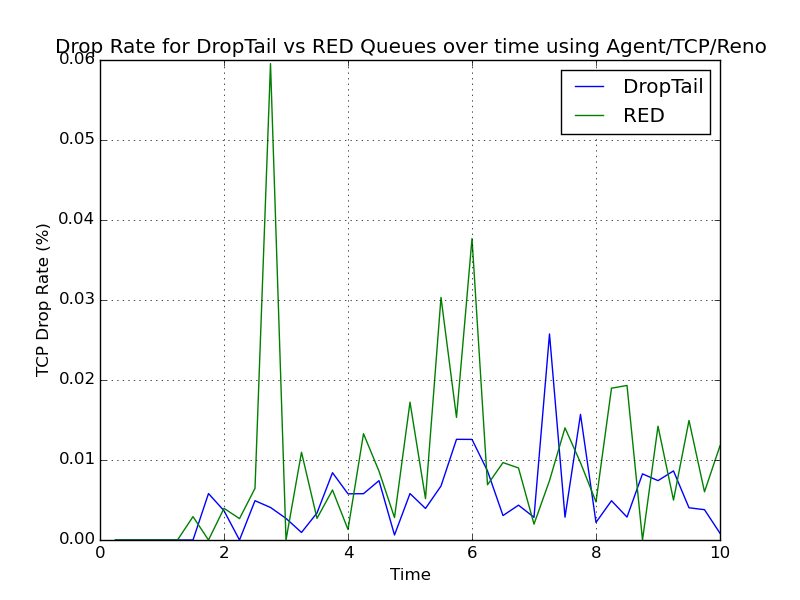 Drop Rate for DropTail vs RED Queues over time using Agent/TCP/Reno
DropTail
RED
TCP Drop Rate (%)
0.06
0.05
0.04
0.03
0.02
0.01
0.00
0 2 4 6 8 10
Time